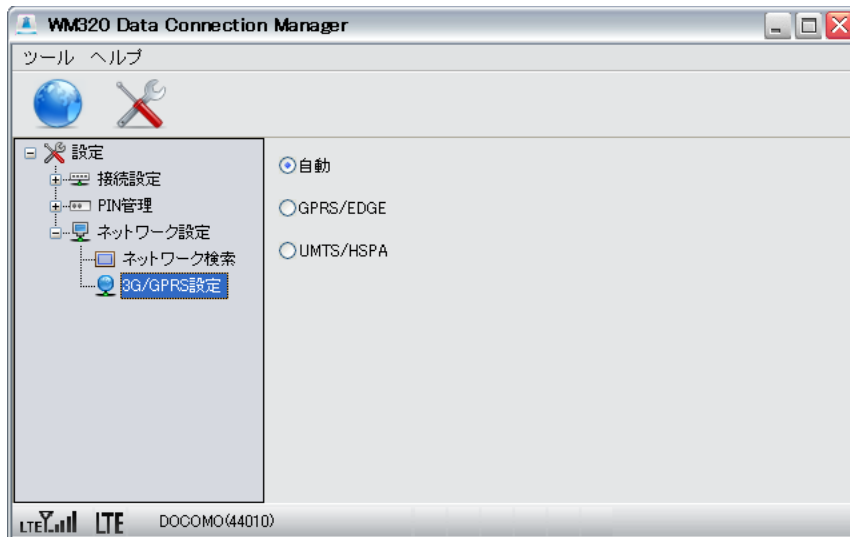 WM320 Data Connection Manager
ツール ヘルプ
設定
接続設定
PIN管理
ネットワーク設定
ネットワーク検索
3G/GPRS設定
自動
GPRS/EDGE
UMTS/HSPA
LTE LTE DOCOMO(44010)